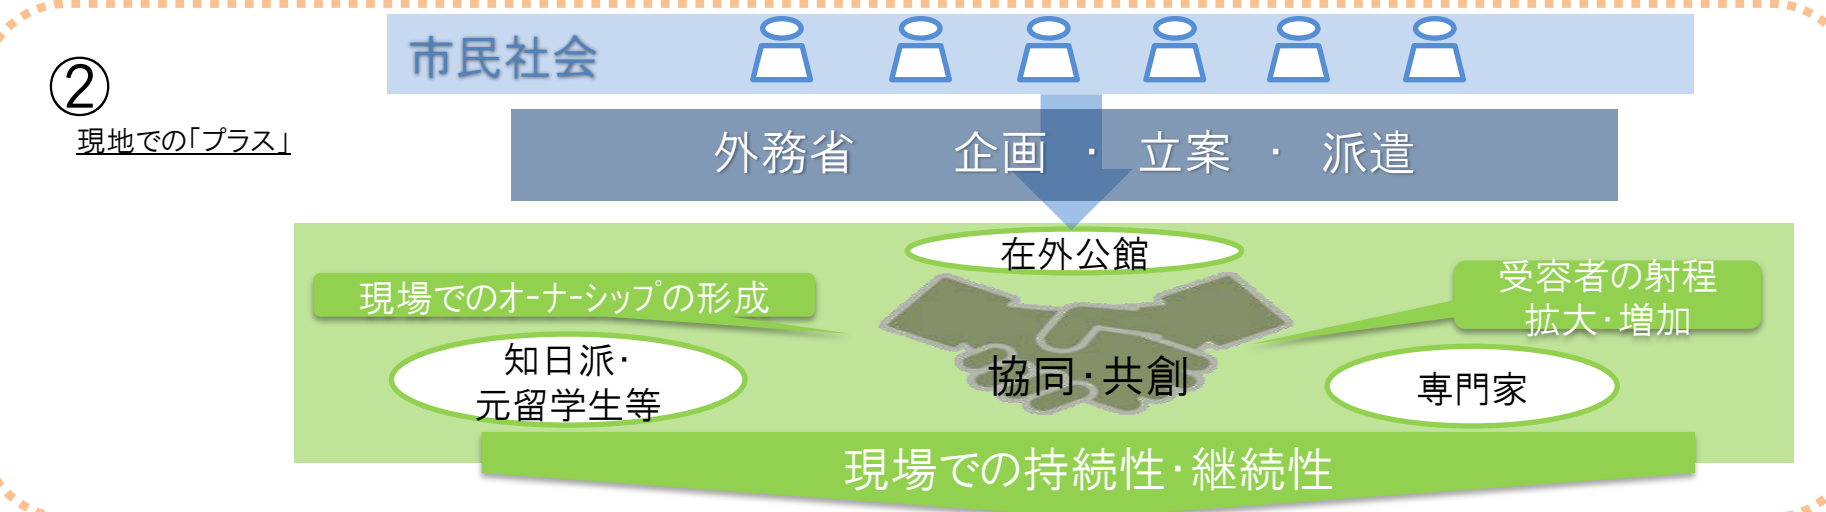 市民社会
②
現地での「プラス」
外務省　企画 ・ 立案 ・ 派遣
在外公館
現場でのオーナーシップの形成
受容者の射程
拡大・増加
知日派・
元留学生等
協同・共創
専門家
現場での持続性・継続性